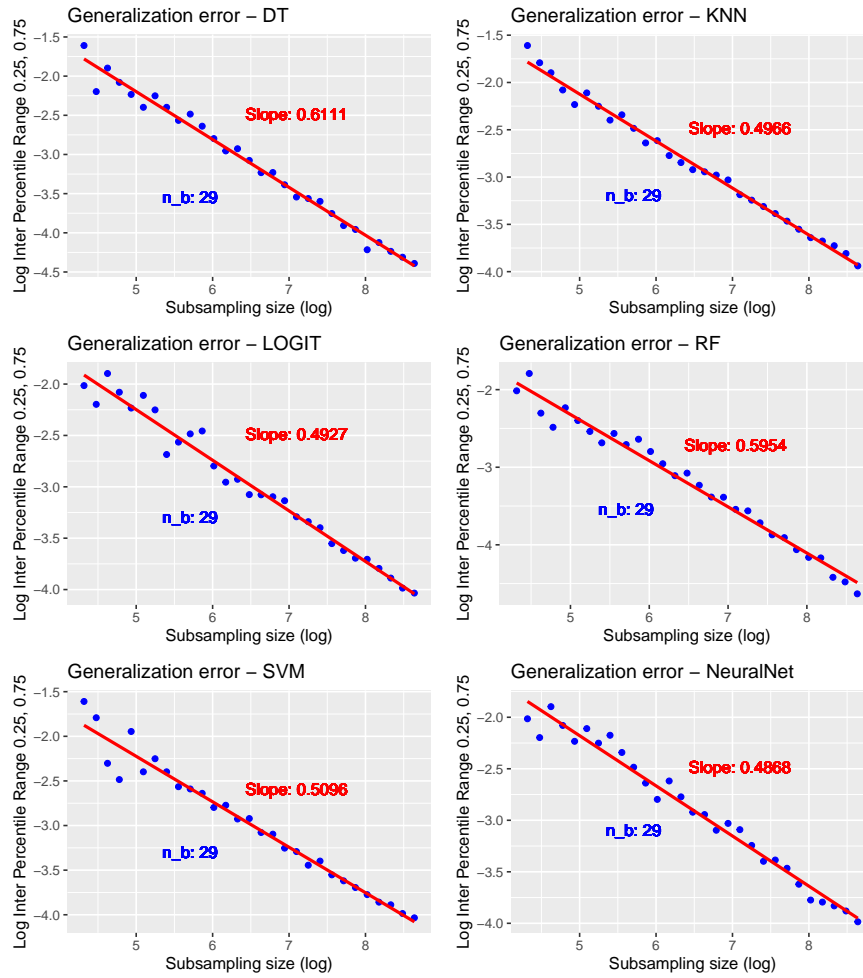 Generalization error − DT
Log Inter Percentile Range 0.25, 0.75
−1.5
−2.0
−2.5
−3.0
−3.5
−4.0
−4.5
Slope: 0.6111
n_b: 29
5 6 7 8
Subsampling size (log)
Generalization error − KNN
Log Inter Percentile Range 0.25, 0.75
−1.5
−2.0
−2.5
−3.0
−3.5
−4.0
Slope: 0.4966
n_b: 29
5 6 7 8
Subsampling size (log)
Generalization error − LOGIT
Log Inter Percentile Range 0.25, 0.75
−2.0
−2.5
−3.0
−3.5
−4.0
Slope: 0.4927
n_b: 29
5 6 7 8
Subsampling size (log)
Generalization error − RF
Log Inter Percentile Range 0.25, 0.75
−2
−3
−4
Slope: 0.5954
n_b: 29
5 6 7 8
Subsampling size (log)
Generalization error − SVM
Log Inter Percentile Range 0.25, 0.75
−1.5
−2.0
−2.5
−3.0
−3.5
−4.0
Slope: 0.5096
n_b: 29
5 6 7 8
Subsampling size (log)
Generalization error − NeuralNet
Log Inter Percentile Range 0.25, 0.75
−2.0
−2.5
−3.0
−3.5
−4.0
Slope: 0.4868
n_b: 29
5 6 7 8
Subsampling size (log)